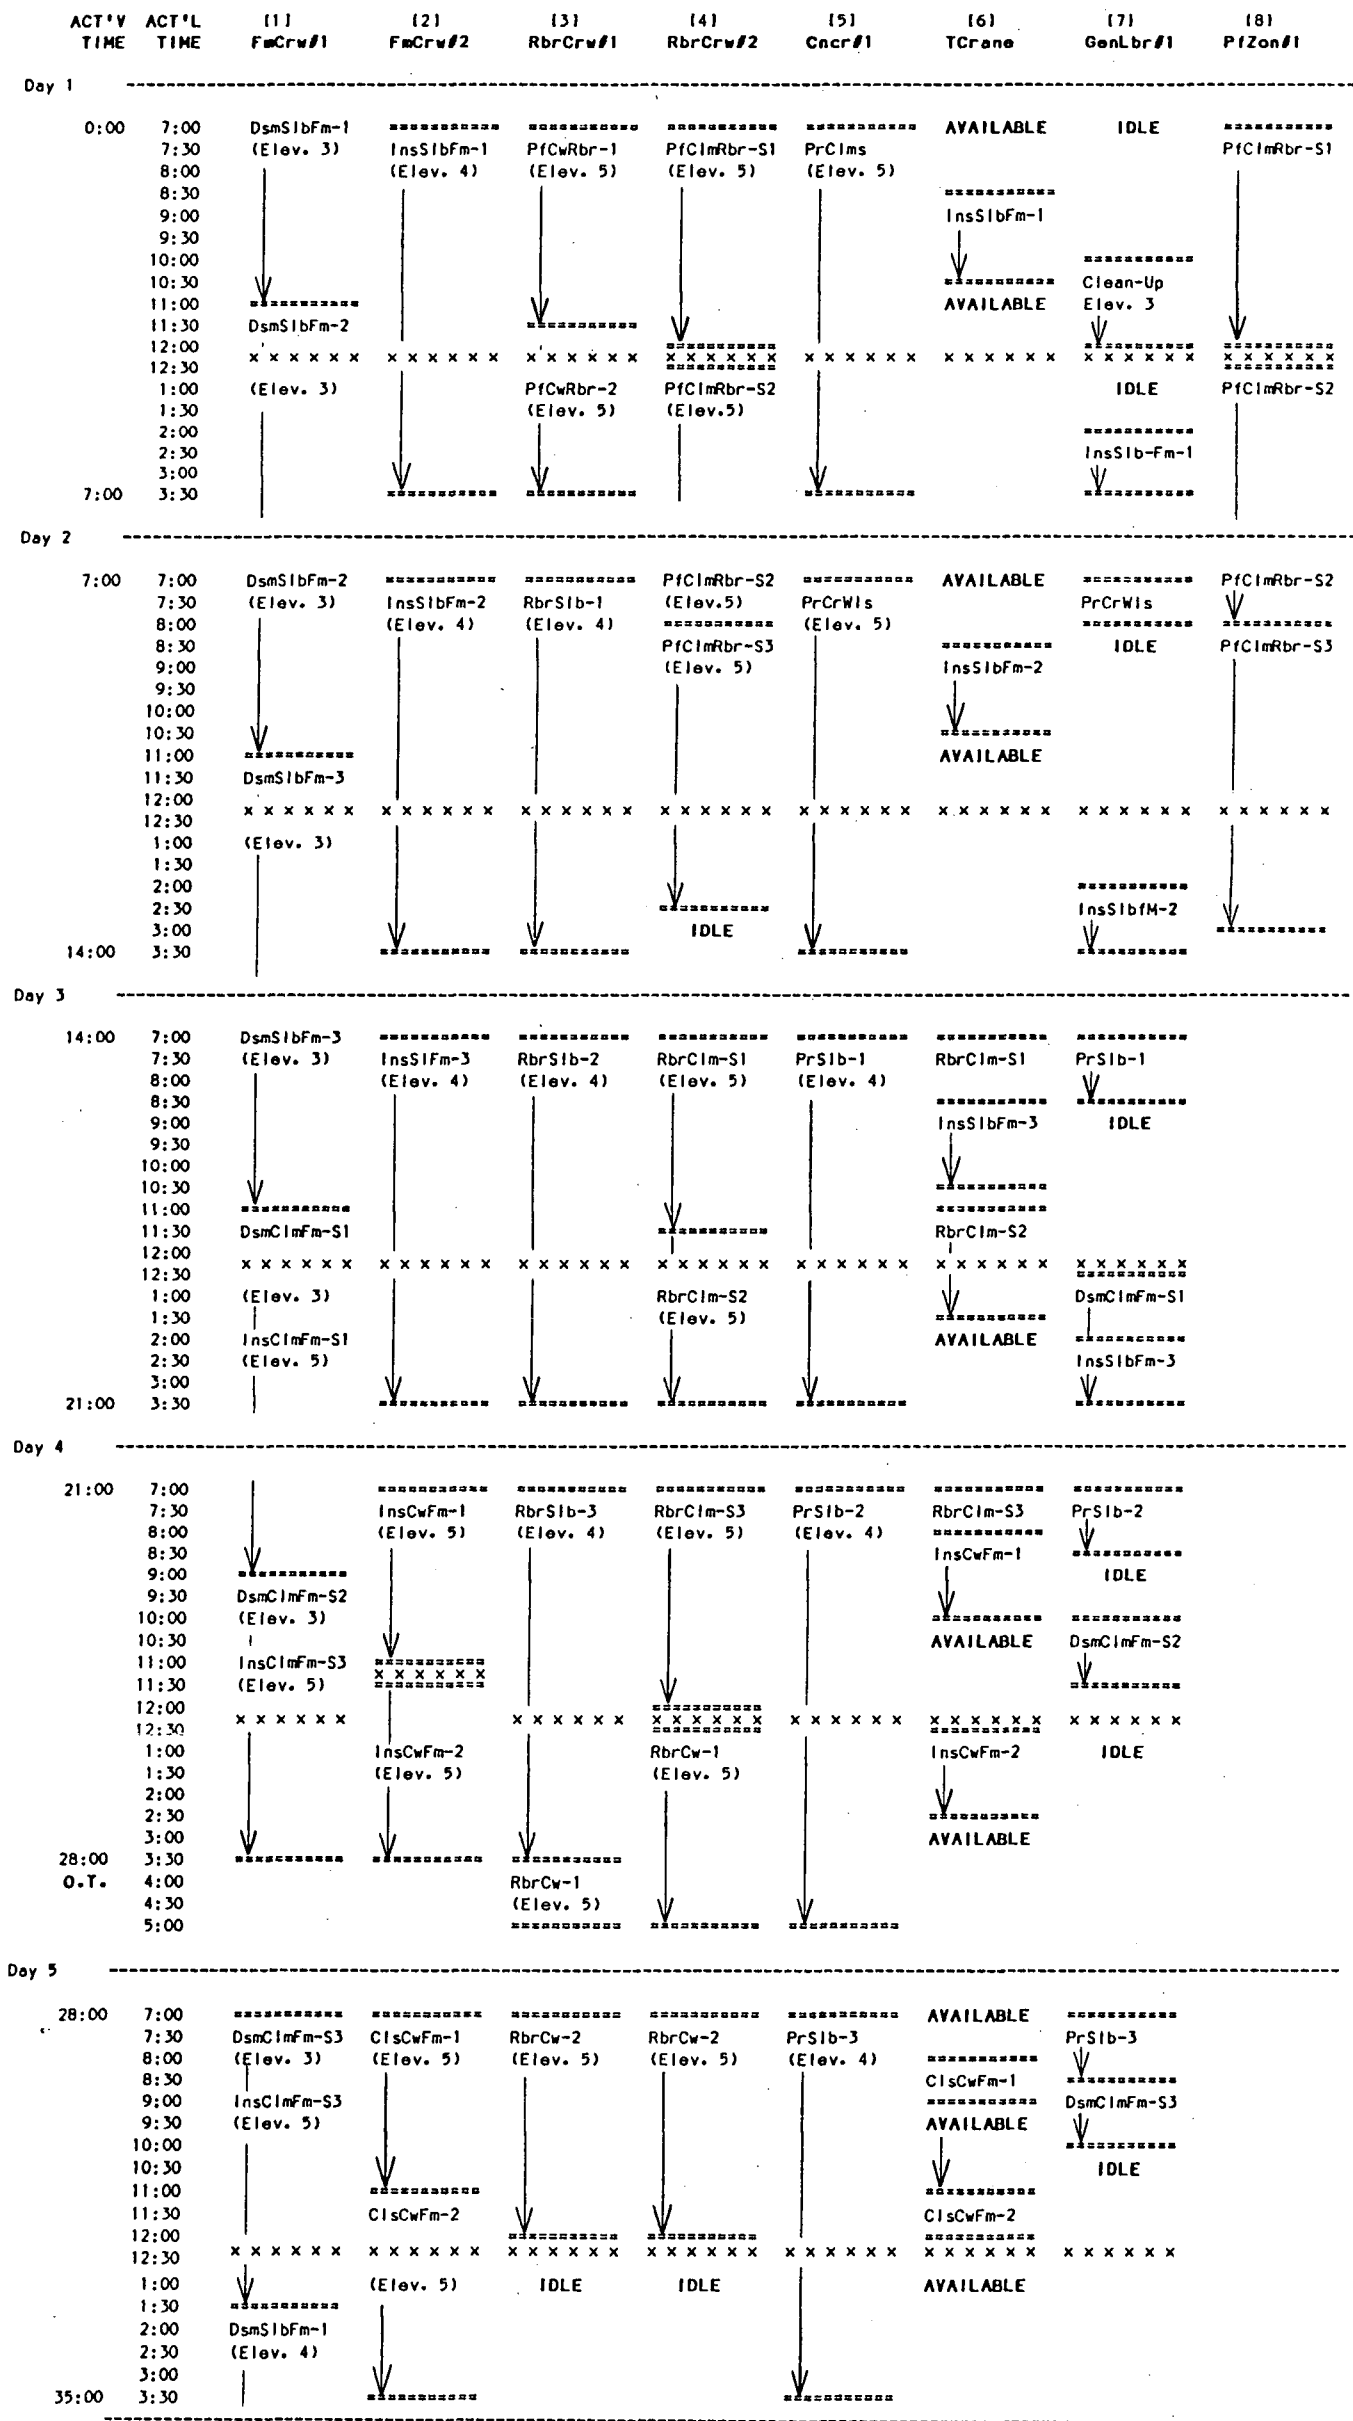 ACT'V ACT'L [1] [2] [3] [4] [5] [6] [7] [8]
TIME TIME FmCrw#1 FmCrw#2 RbrCrw#1 RbrCrw#2 Cncr#1 TCrane GenLbr#1 PfZon#1
Day 1
0:00 7:00 DsmSlbFm-1 AVAILABLE IDLE
7:30 (Elev. 3) InsSlbFm-1 PfCwRbr-1 PfClmRbr-S1 PrClms PfClmRbr-S1
8:00 (Elev. 4) (Elev. 5) (Elev. 5) (Elev. 5)
8:30
9:00 InsSlbFm-1
9:30
10:00
10:30 Clean-Up
11:00 AVAILABLE Elev. 3
11:30 DsmSlbFm-2
12:00
x x x x x x x x x x x x x x x x x x x x x x x x x x x x x x x x x x x x x x x x x x x x x x x x
12:30
1:00 (Elev. 3) PfCwRbr-2 PfClmRbr-S2 IDLE PfClmRbr-S2
1:30 (Elev. 5) (Elev.5)
2:00
2:30 InsSlb-Fm-1
3:00
7:00 3:30
Day 2
7:00 7:00 DsmSlbFm-2 PfClmRbr-S2 AVAILABLE PfClmRbr-S2
7:30 (Elev. 3) InsSlbFm-2 RbrSlb-1 (Elev.5) PrCrWls PrCrWls
8:00 (Elev. 4) (Elev. 4) (Elev. 5)
8:30 PfClmRbr-S3 IDLE PfClmRbr-S3
9:00 (Elev. 5) InsSlbFm-2
9:30
10:00
10:30
11:00 AVAILABLE
11:30 DsmSlbFm-3
12:00
x x x x x x x x x x x x x x x x x x x x x x x x x x x x x x x x x x x x x x x x x x x x x x x x
12:30
1:00 (Elev. 3)
1:30
2:00
2:30 InsSlbfM-2
3:00 IDLE
14:00 3:30
Day 3
14:00 7:00 DsmSlbFm-3
7:30 (Elev. 3) InsSlFm-3 RbrSlb-2 RbrClm-S1 PrSlb-1 RbrClm-S1 PrSlb-1
8:00 (Elev. 4) (Elev. 4) (Elev. 5) (Elev. 4)
8:30
9:00 InsSlbFm-3 IDLE
9:30
10:00
10:30
11:00
11:30 DsmClmFm-S1 RbrClm-S2
12:00
x x x x x x x x x x x x x x x x x x x x x x x x x x x x x x x x x x x x x x x x x x
12:30
1:00 (Elev. 3) RbrClm-S2 DsmClmFm-S1
1:30 (Elev. 5)
2:00 InsClmFm-S1 AVAILABLE
2:30 (Elev. 5) InsSlbFm-3
3:00
21:00 3:30
Day 4
21:00 7:00
7:30 InsCwFm-1 RbrSlb-3 RbrClm-S3 PrSlb-2 RbrClm-S3 PrSlb-2
8:00 (Elev. 5) (Elev. 4) (Elev. 5) (Elev. 4)
8:30 InsCwFm-1
9:00 IDLE
9:30 DsmClmFm-S2
10:00 (Elev. 3)
10:30 AVAILABLE DsmClmFm-S2
11:00 InsClmFm-S3
x x x x x x
11:30 (Elev. 5)
12:00
x x x x x x x x x x x x x x x x x x x x x x x x x x x x x x x x x x x x
12:30
1:00 InsCwFm-2 RbrCw-1 InsCwFm-2 IDLE
1:30 (Elev. 5) (Elev. 5)
2:00
2:30
3:00 AVAILABLE
28:00 3:30
O.T. 4:00 RbrCw-1
4:30 (Elev. 5)
5:00
Day 5
28:00 7:00 AVAILABLE
7:30 DsmClmFm-S3 ClsCwFm-1 RbrCw-2 RbrCw-2 PrSlb-3 PrSlb-3
8:00 (Elev. 3) (Elev. 5) (Elev. 5) (Elev. 5) (Elev. 4)
8:30 ClsCwFm-1
9:00 InsClmFm-S3 DsmClmFm-S3
9:30 (Elev. 5) AVAILABLE
10:00
10:30 IDLE
11:00
11:30 ClsCwFm-2 ClsCwFm-2
12:00
x x x x x x x x x x x x x x x x x x x x x x x x x x x x x x x x x x x x x x x x x x
12:30
1:00 (Elev. 5) IDLE IDLE AVAILABLE
1:30
2:00 DsmSlbFm-1
2:30 (Elev. 4)
3:00
35:00 3:30